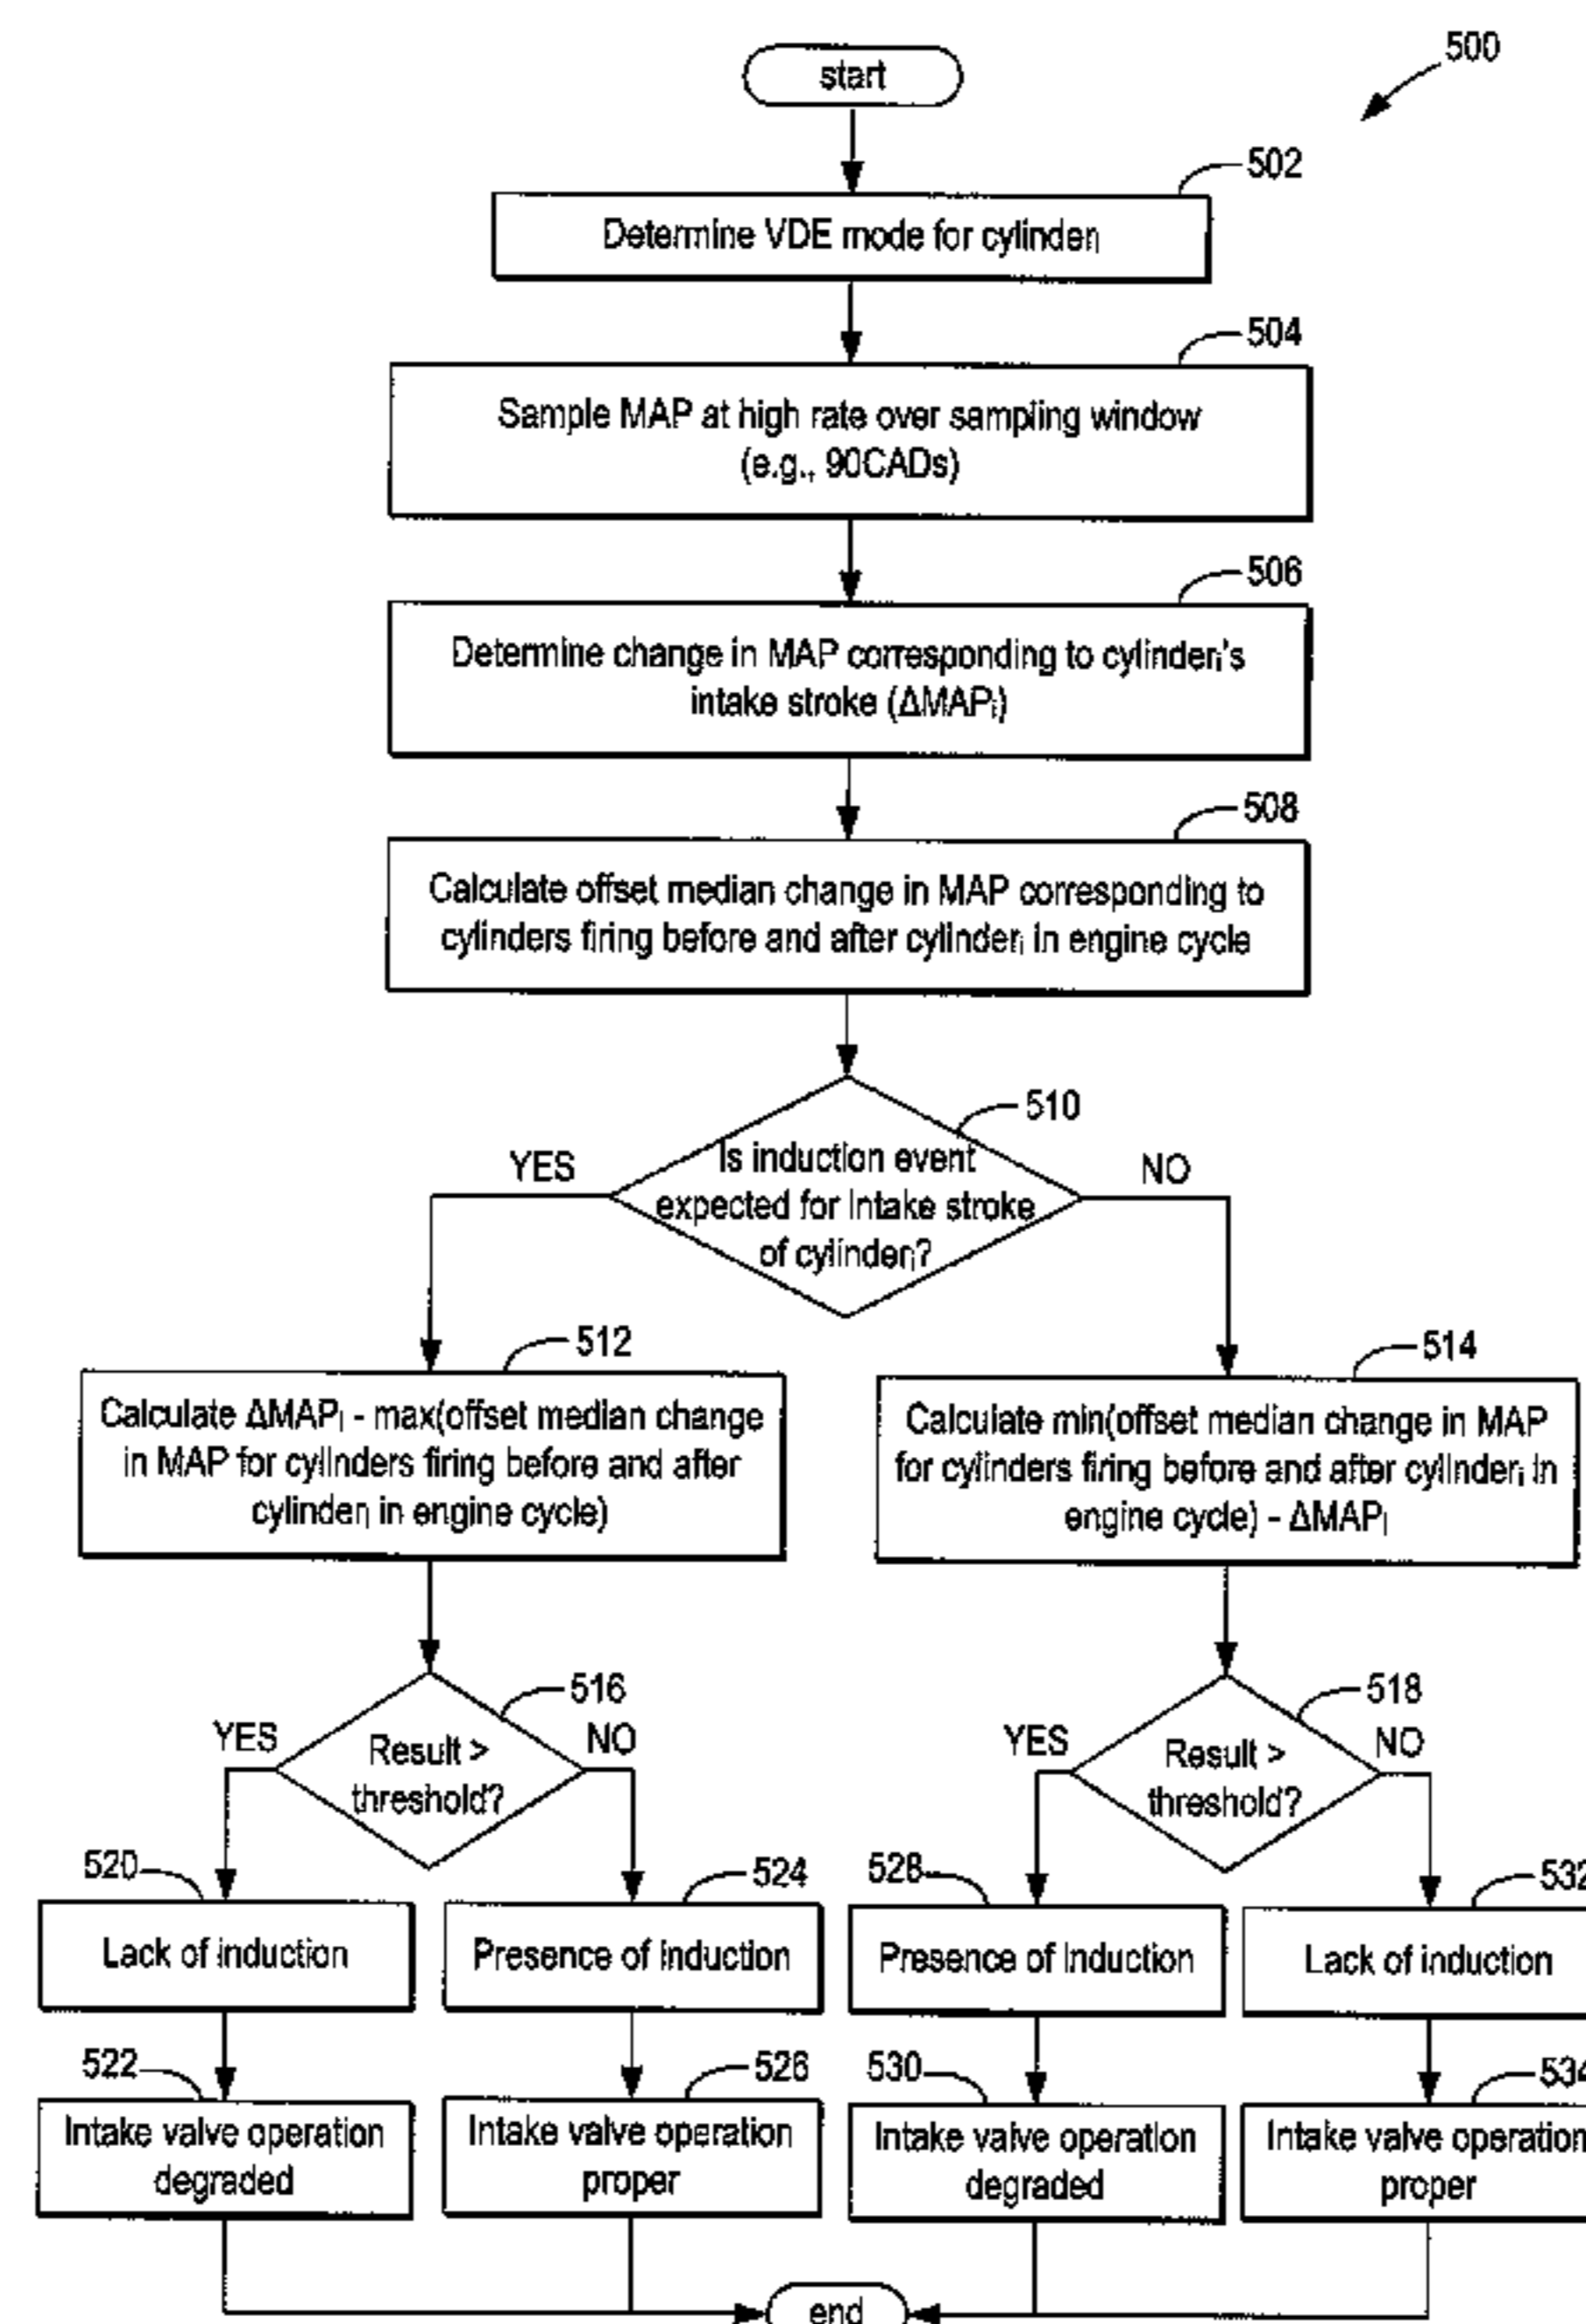 500
start
502
Determine VDE mode for cylinderᵢ
504
Sample MAP at high rate over sampling window
(e.g., 90CADs)
506
Determine change in MAP corresponding to cylinderᵢ's
intake stroke (ΔMAPᵢ)
508
Calculate offset median change in MAP corresponding to
cylinders firing before and after cylinderᵢ in engine cycle
510
YES
Is induction event
expected for intake stroke
of cylinderᵢ?
NO
512
Calculate ΔMAPᵢ - max(offset median change
in MAP for cylinders firing before and after
cylinderᵢ in engine cycle)
514
Calculate min(offset median change in MAP
for cylinders firing before and after cylinderᵢ in
engine cycle) - ΔMAPᵢ
516
YES
Result >
threshold?
NO
518
YES
Result >
threshold?
NO
520
Lack of induction
524
Presence of Induction
528
Presence of Induction
532
Lack of induction
522
Intake valve operation
degraded
526
Intake valve operation
proper
530
Intake valve operation
degraded
534
Intake valve operation
proper
end